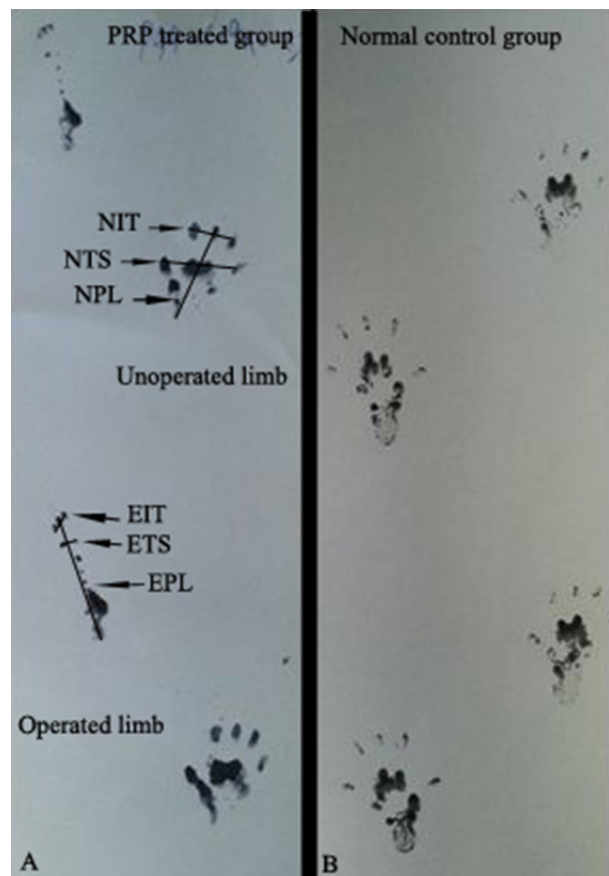 PRP treated group
Normal control group
NIT
NTS
NPL
Unoperated limb
EIT
ETS
EPL
Operated limb
A
B